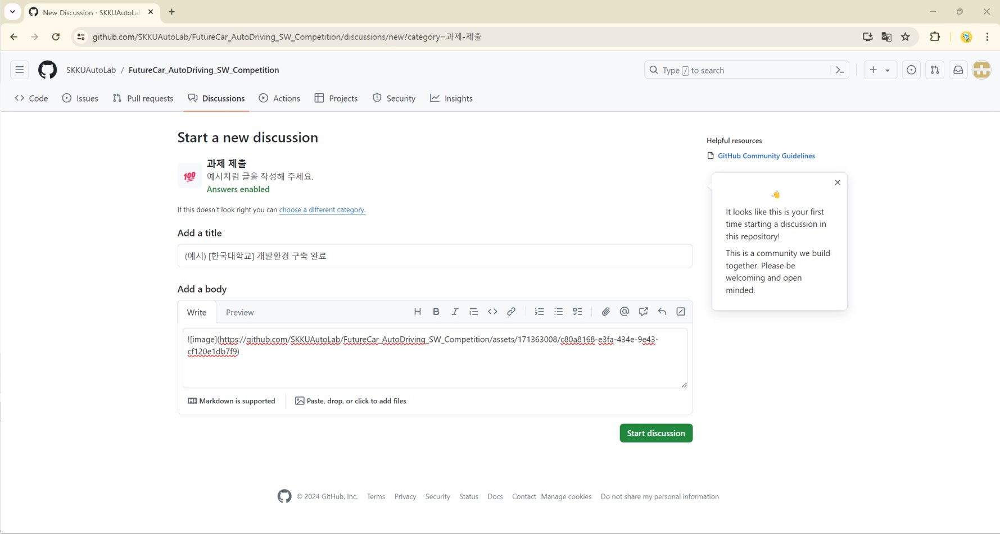 New Discussion · SKKUAutoLa
github.com/SKKUAutoLab/FutureCar_AutoDriving_SW_Competition/discussions/new?category=과제-제출
SKKUAutoLab / FutureCar_AutoDriving_SW_Competition
Type / to search
Code Issues Pull requests Discussions Actions Projects Security Insights
Start a new discussion
💯 과제 제출
예시처럼 글을 작성해 주세요.
Answers enabled
If this doesn't look right you can choose a different category.
Add a title
(예시) [한국대학교] 개발환경 구축 완료
Add a body
Write Preview
![image](https://github.com/SKKUAutoLab/FutureCar_AutoDriving_SW_Competition/assets/171363008/c80a8168-e3fa-434e-9e43-
cf120e1db7f9)
Markdown is supported Paste, drop, or click to add files
Start discussion
Helpful resources
GitHub Community Guidelines
It looks like this is your first
time starting a discussion in
this repository!
This is a community we build
together. Please be
welcoming and open
minded.
© 2024 GitHub, Inc. Terms Privacy Security Status Docs Contact Manage cookies Do not share my personal information